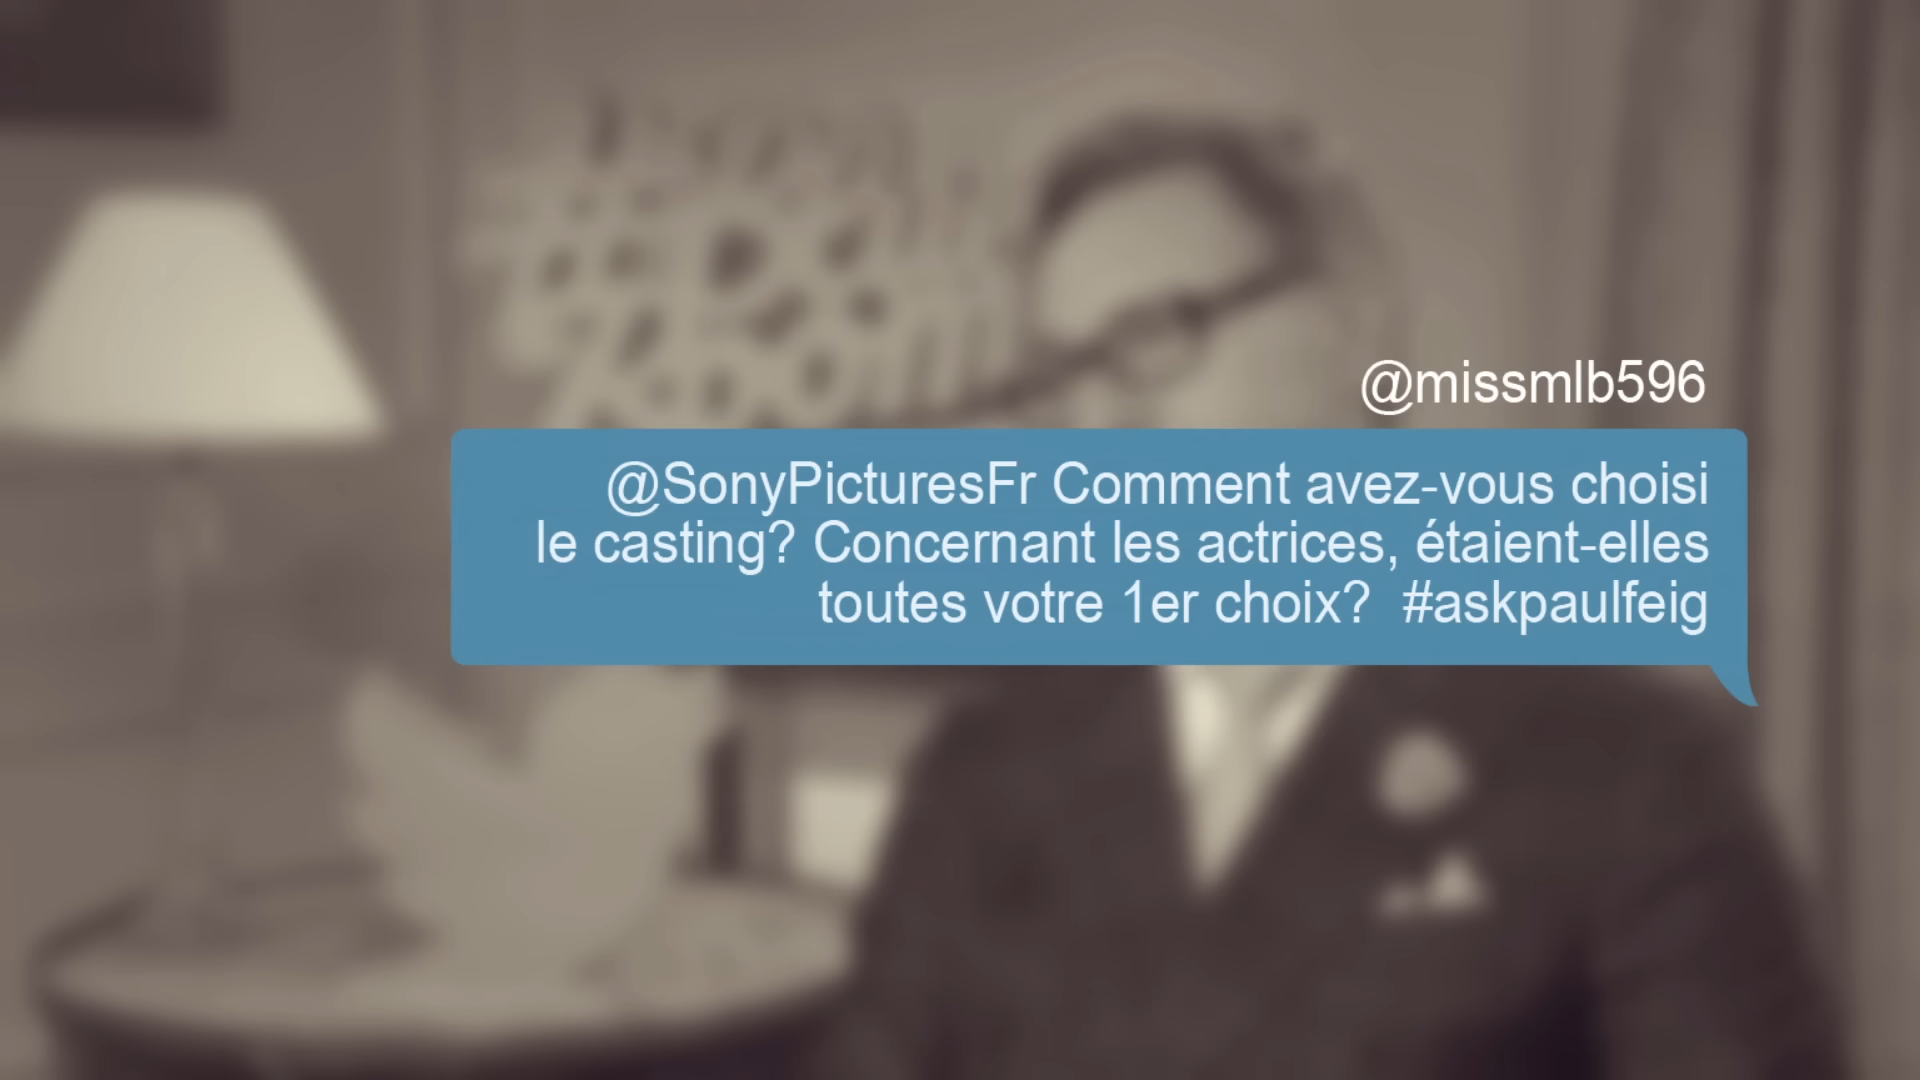 @missmlb596
@SonyPicturesFr Comment avez-vous choisi
le casting? Concernant les actrices, étaient-elles
toutes votre 1er choix?  #askpaulfeig